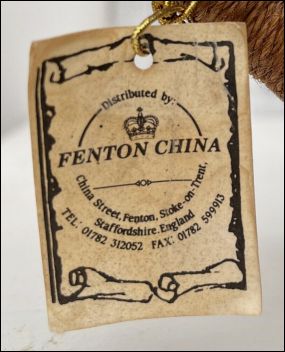 Distributed by:
FENTON CHINA
China Street, Fenton, Stoke-on-Trent,
Staffordshire, England
TEL: 01782 312052 FAX: 01782 599913